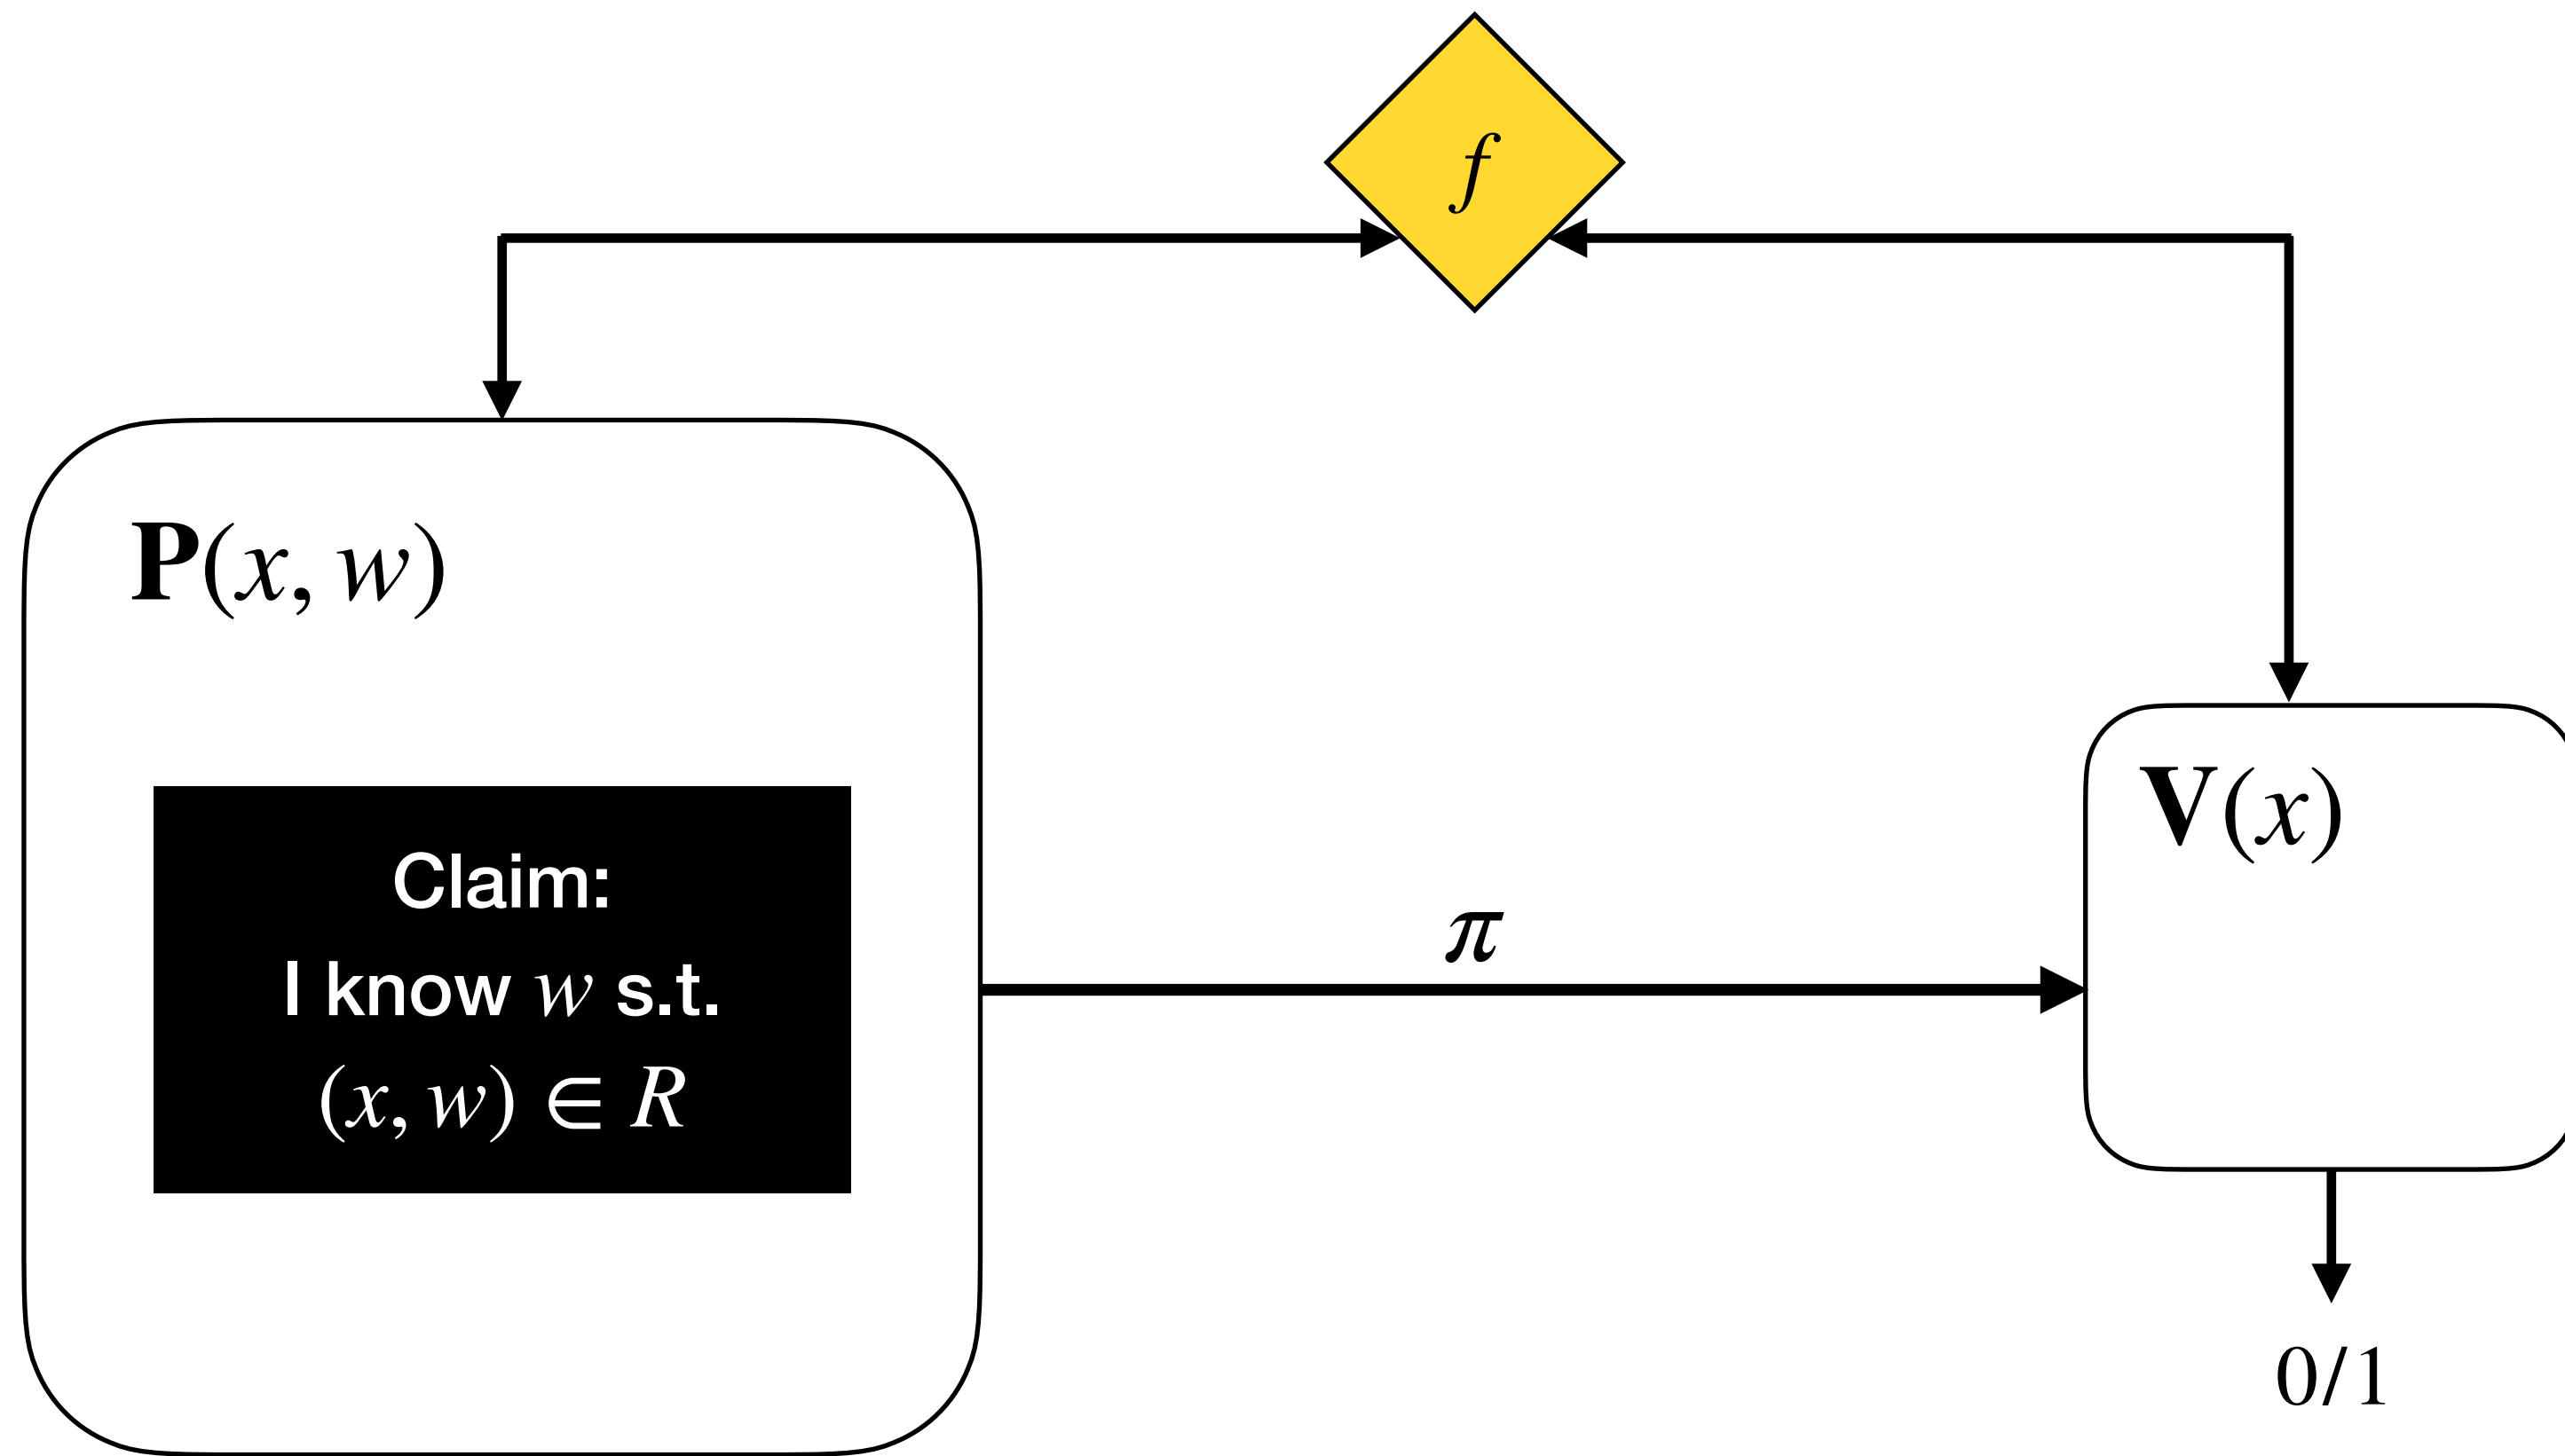 f
P(x, w)
Claim:
I know w s.t.
(x, w) ∈ R
π
V(x)
0/1